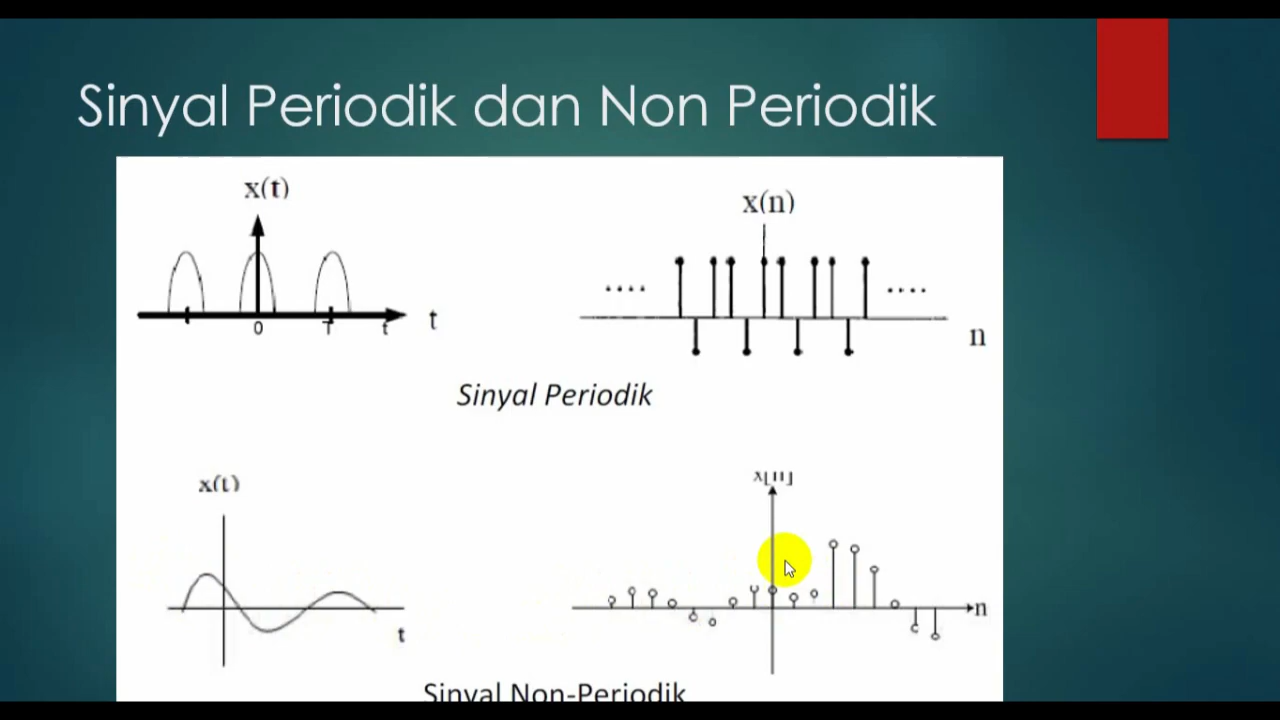 Sinyal Periodik dan Non Periodik
x(t)
x(n)
0
T
t
t
n
Sinyal Periodik
x(t)
x[n]
n
t
Sinyal Non-Periodik